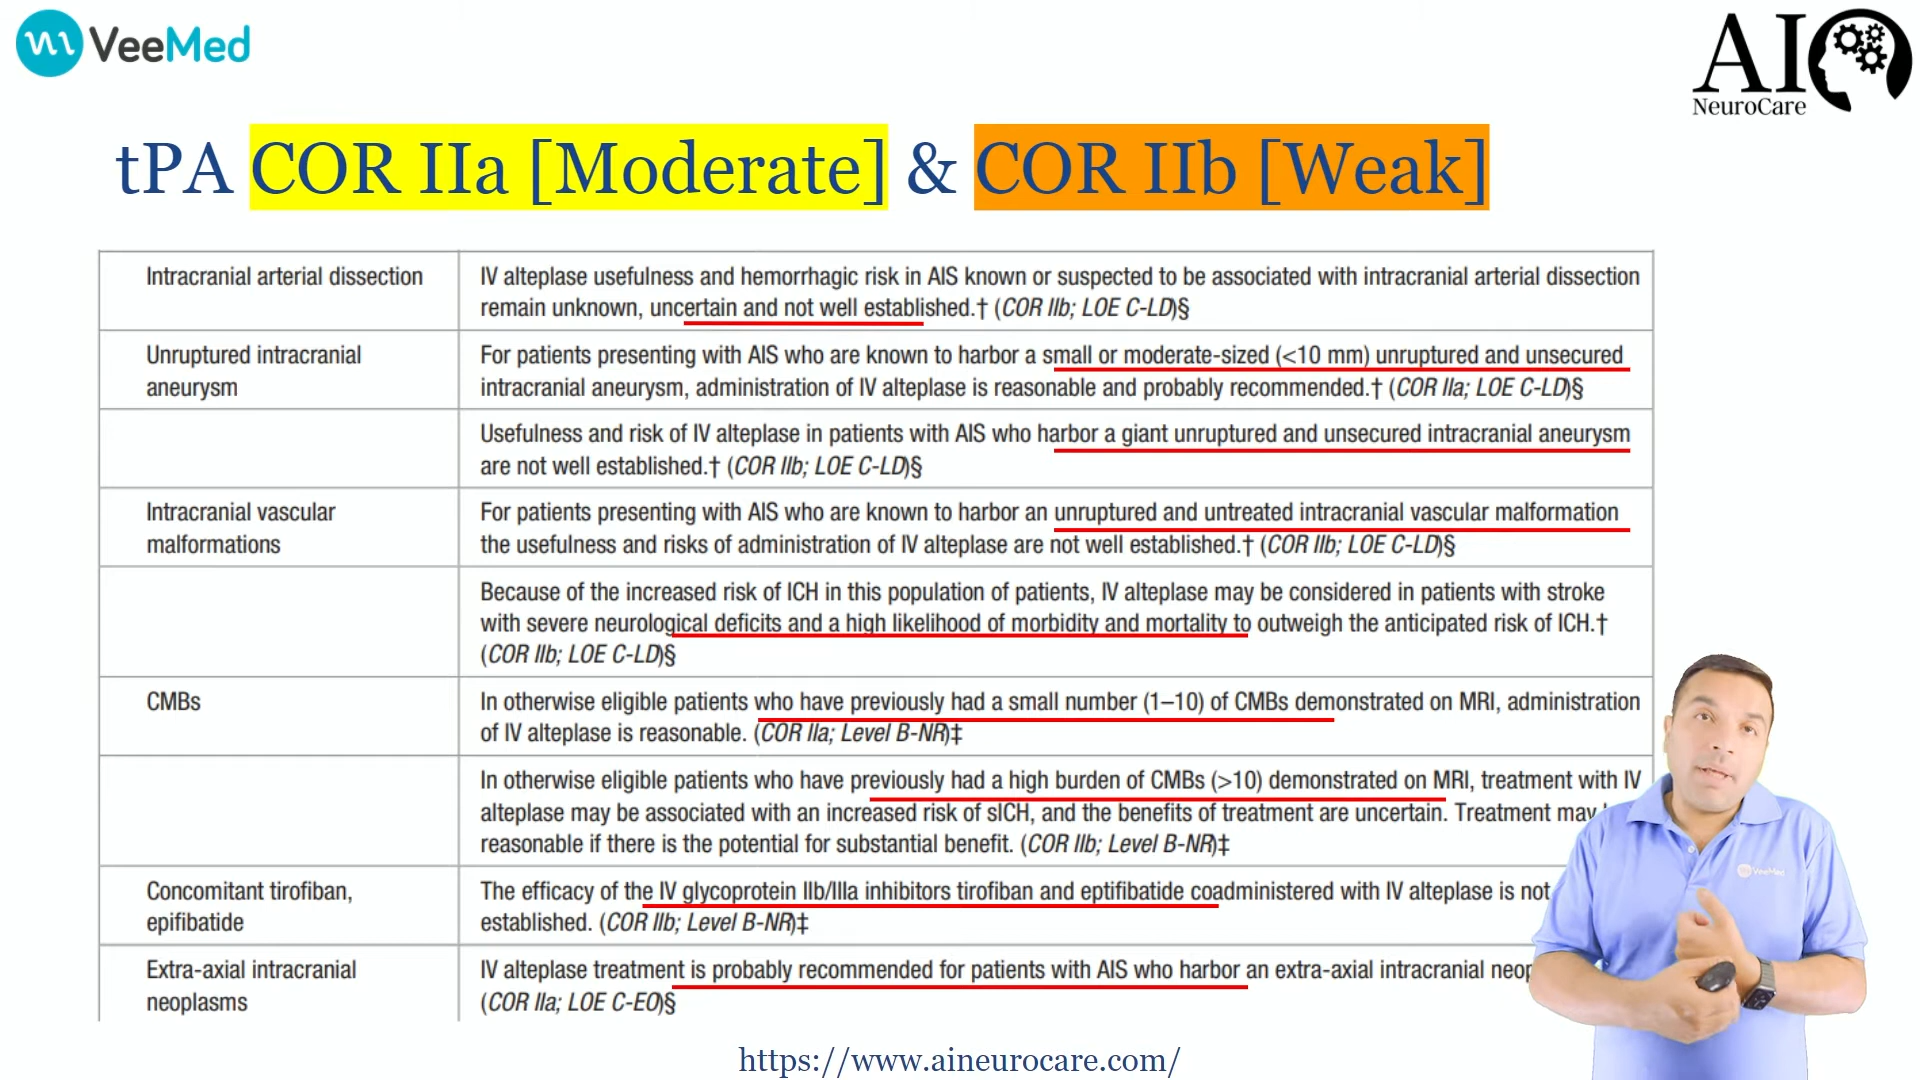 VeeMed
AI
NeuroCare
tPA COR IIa [Moderate] & COR IIb [Weak]
Intracranial arterial dissection
IV alteplase usefulness and hemorrhagic risk in AIS known or suspected to be associated with intracranial arterial dissection
remain unknown, uncertain and not well established.† (COR IIb; LOE C-LD)§
Unruptured intracranial
aneurysm
For patients presenting with AIS who are known to harbor a small or moderate-sized (<10 mm) unruptured and unsecured
intracranial aneurysm, administration of IV alteplase is reasonable and probably recommended.† (COR IIa; LOE C-LD)§
Usefulness and risk of IV alteplase in patients with AIS who harbor a giant unruptured and unsecured intracranial aneurysm
are not well established.† (COR IIb; LOE C-LD)§
Intracranial vascular
malformations
For patients presenting with AIS who are known to harbor an unruptured and untreated intracranial vascular malformation
the usefulness and risks of administration of IV alteplase are not well established.† (COR IIb; LOE C-LD)§
Because of the increased risk of ICH in this population of patients, IV alteplase may be considered in patients with stroke
with severe neurological deficits and a high likelihood of morbidity and mortality to outweigh the anticipated risk of ICH.†
(COR IIb; LOE C-LD)§
CMBs
In otherwise eligible patients who have previously had a small number (1–10) of CMBs demonstrated on MRI, administration
of IV alteplase is reasonable. (COR IIa; Level B-NR)‡
In otherwise eligible patients who have previously had a high burden of CMBs (>10) demonstrated on MRI, treatment with IV
alteplase may be associated with an increased risk of sICH, and the benefits of treatment are uncertain. Treatment may
reasonable if there is the potential for substantial benefit. (COR IIb; Level B-NR)‡
Concomitant tirofiban,
epifibatide
The efficacy of the IV glycoprotein IIb/IIIa inhibitors tirofiban and eptifibatide coadministered with IV alteplase is not
established. (COR IIb; Level B-NR)‡
Extra-axial intracranial
neoplasms
IV alteplase treatment is probably recommended for patients with AIS who harbor an extra-axial intracranial
(COR IIa; LOE C-EO)§
VeeMed
https://www.aineurocare.com/